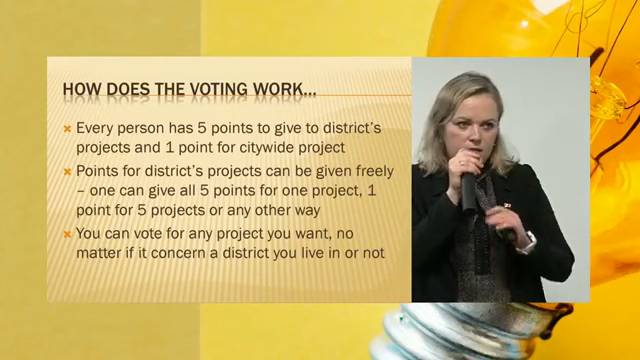 HOW DOES THE VOTING WORK...
Every person has 5 points to give to district's
projects and 1 point for citywide project
Points for district's projects can be given freely
– one can give all 5 points for one project, 1
point for 5 projects or any other way
You can vote for any project you want, no
matter if it concern a district you live in or not